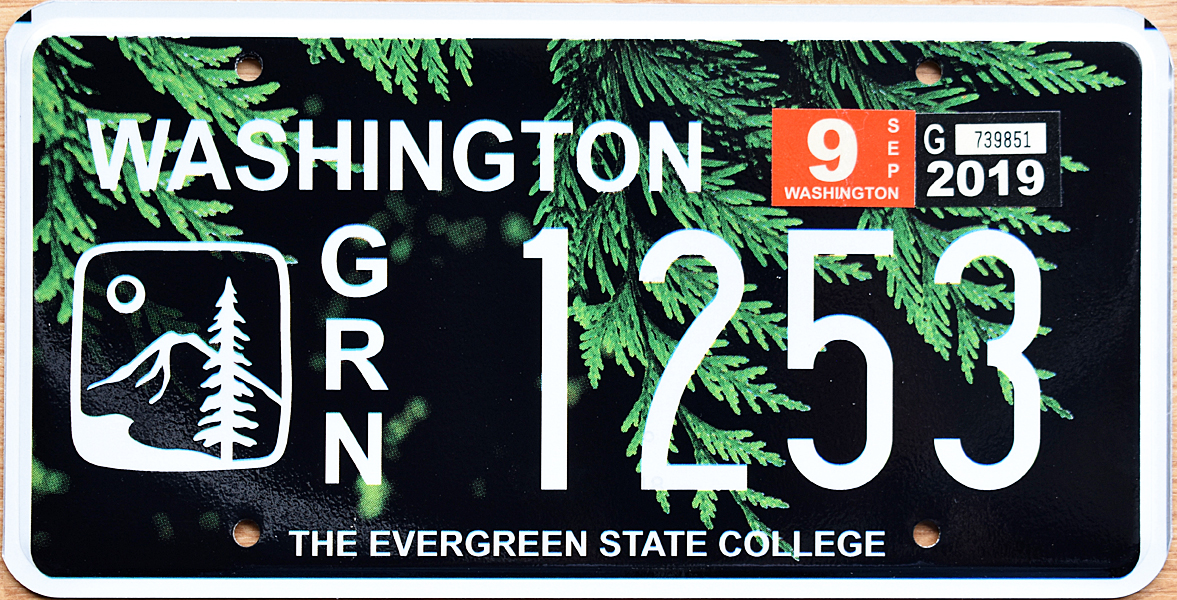 WASHINGTON
9 SEP
WASHINGTON
G 739851
2019
GRN
1253
THE EVERGREEN STATE COLLEGE